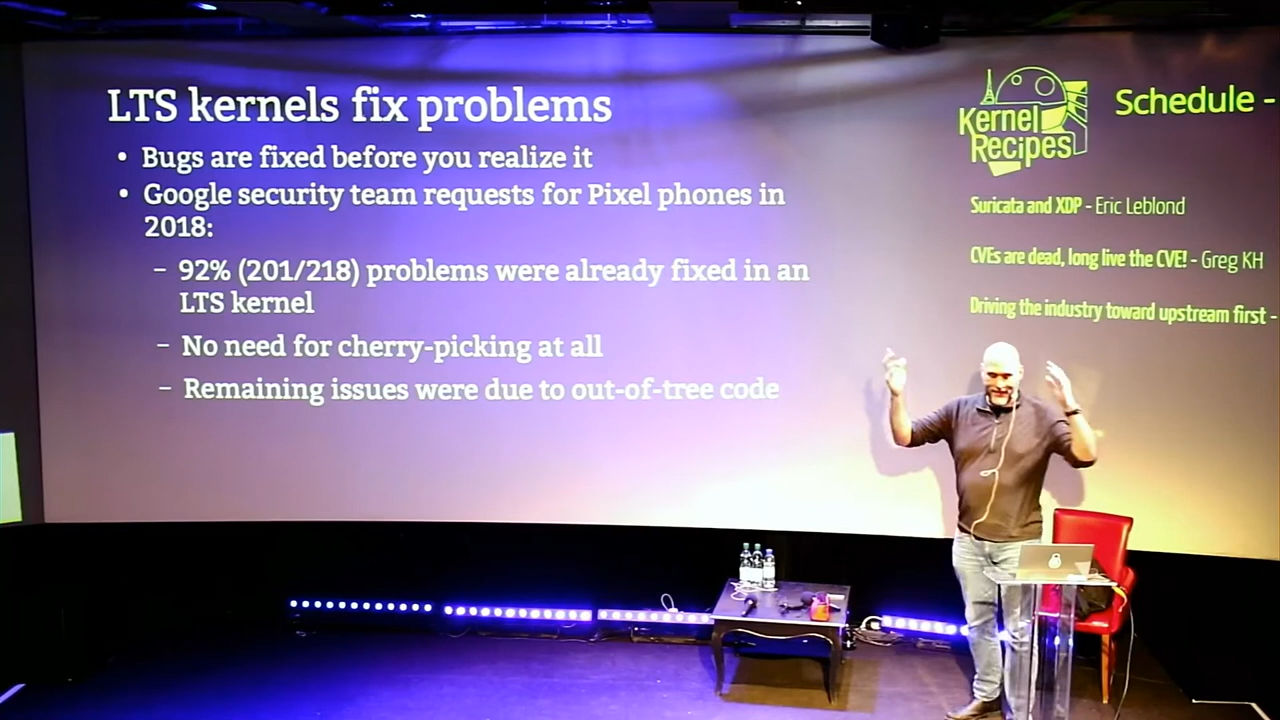 LTS kernels fix problems
• Bugs are fixed before you realize it
• Google security team requests for Pixel phones in
2018:
– 92% (201/218) problems were already fixed in an
LTS kernel
– No need for cherry-picking at all
– Remaining issues were due to out-of-tree code
Kernel
Recipes
Schedule -
Suricata and XDP - Eric Leblond
CVEs are dead, long live the CVE! - Greg KH
Driving the industry toward upstream first -